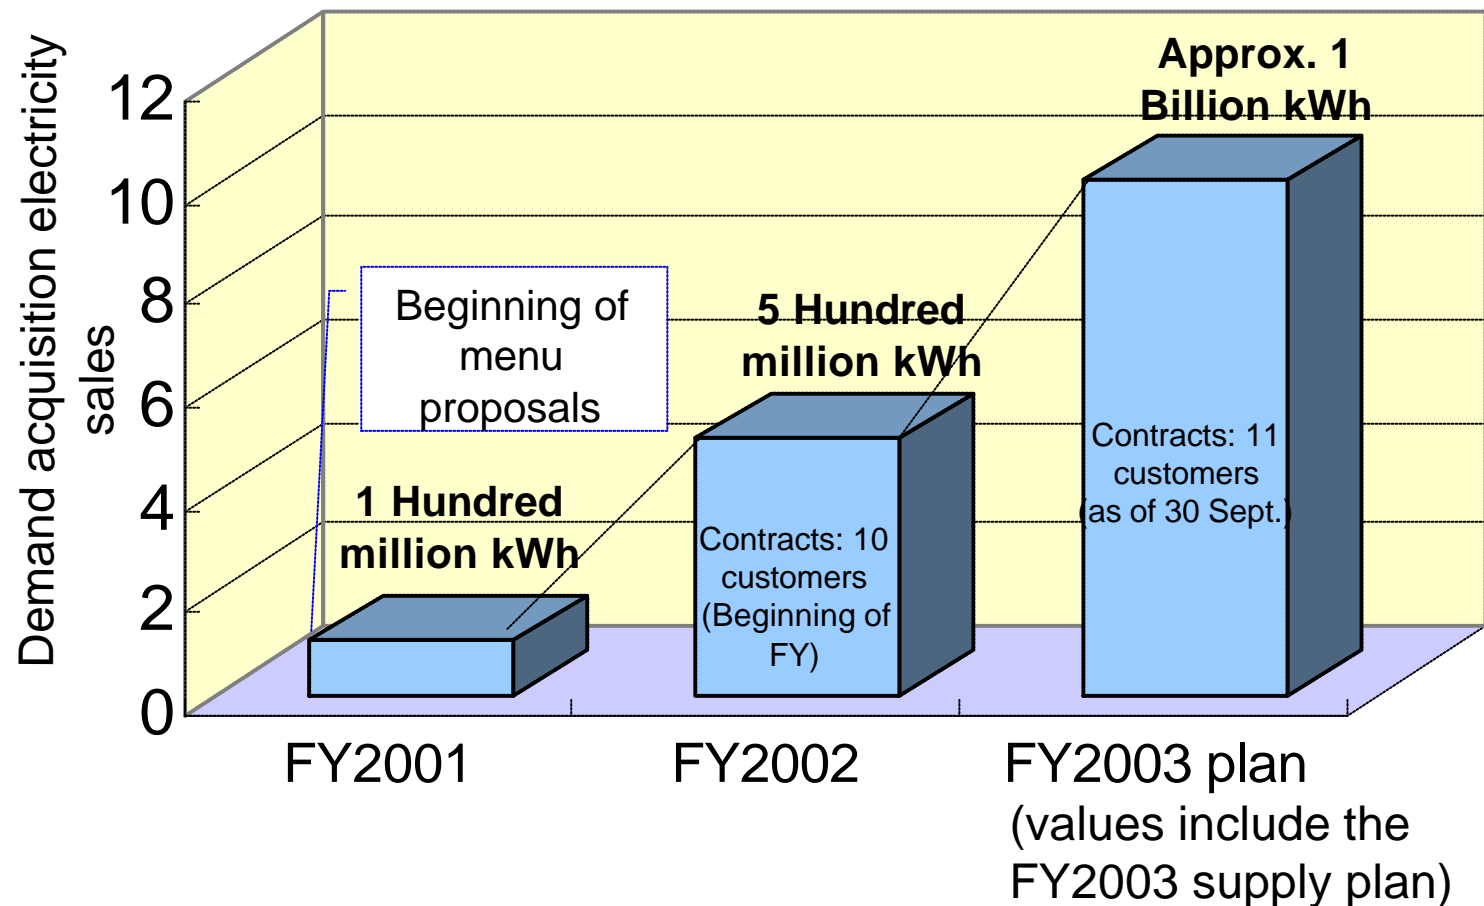 Demand acquisition electricity
sales
12
10
8
6
4
2
0
Beginning of
menu
proposals
1 Hundred
million kWh
5 Hundred
million kWh
Approx. 1
Billion kWh
Contracts: 10
customers
(Beginning of
FY)
Contracts: 11
customers
(as of 30 Sept.)
FY2001
FY2002
FY2003 plan
(values include the
FY2003 supply plan)